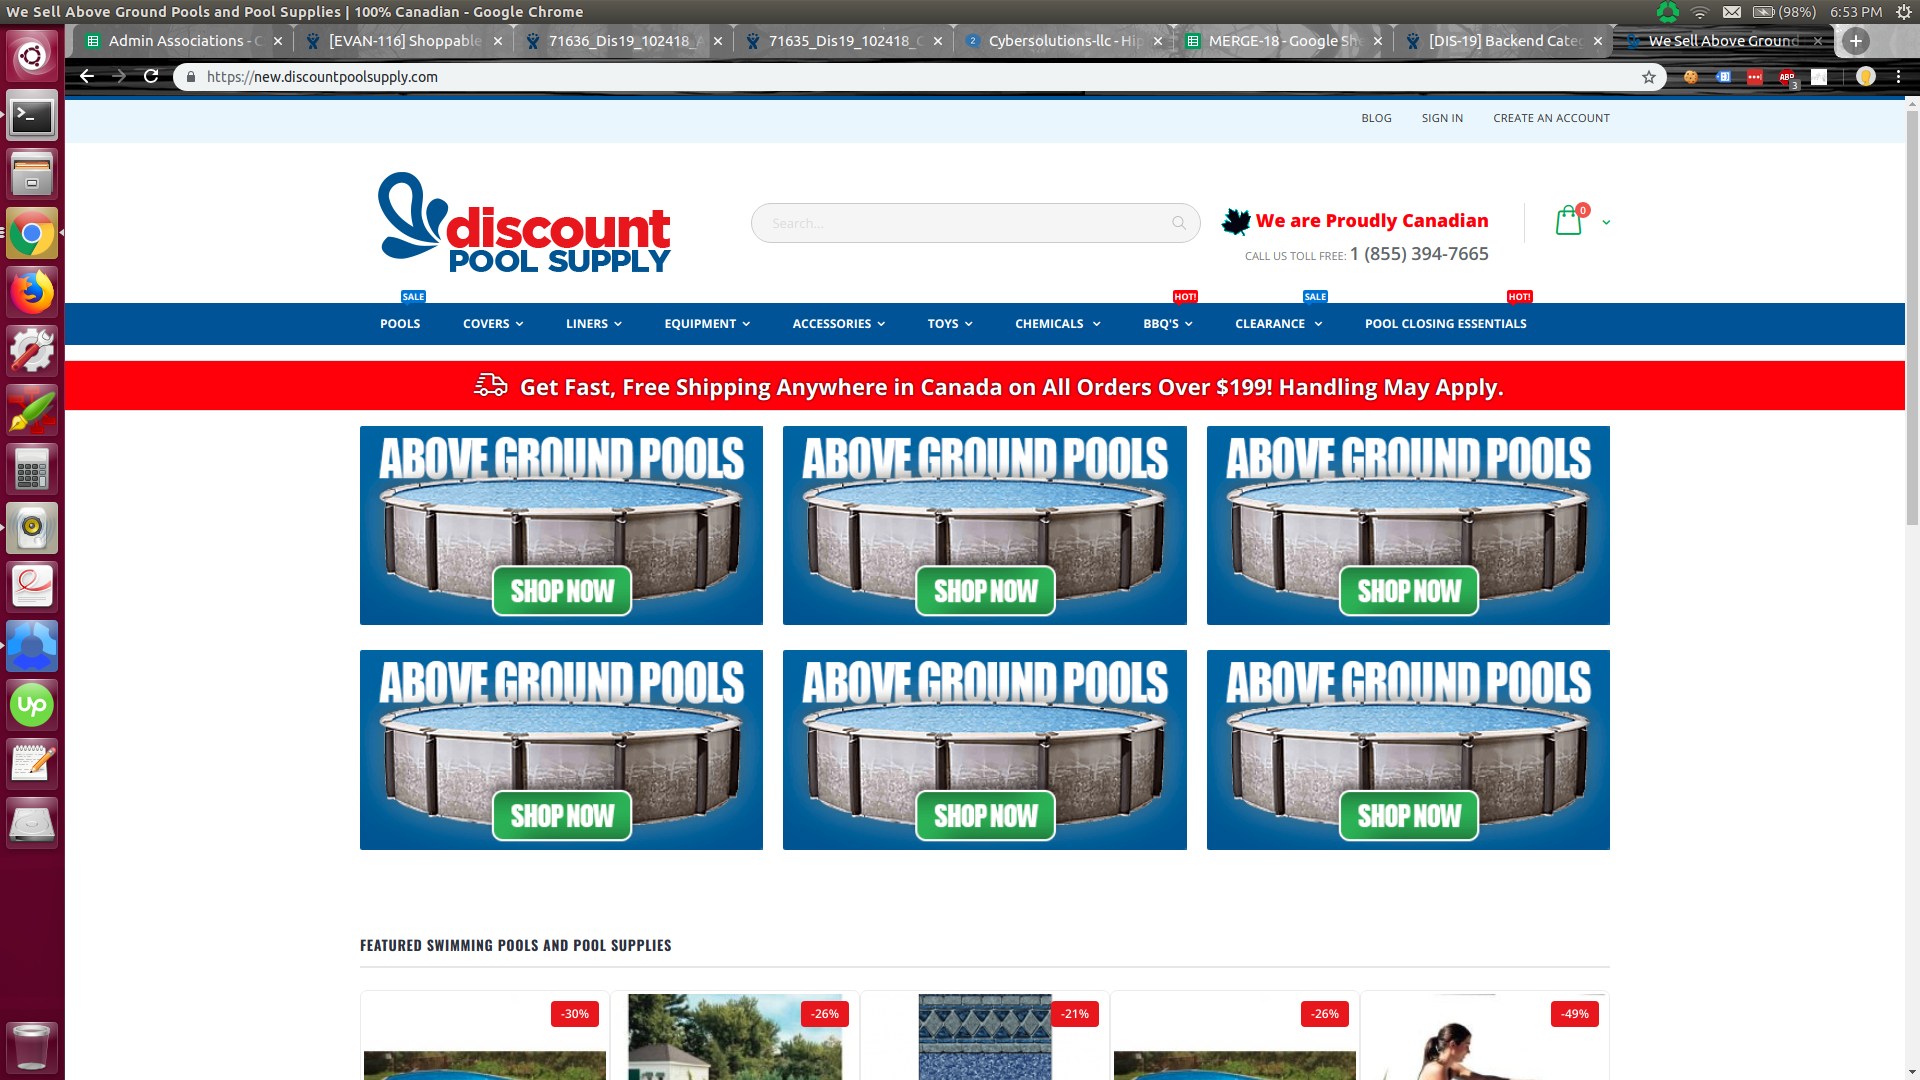 We Sell Above Ground Pools and Pool Supplies | 100% Canadian - Google Chrome
(98%)
6:53 PM
Admin Associations - C
[EVAN-116] Shoppable
71636_Dis19_102418_
71635_Dis19_102418_C
2
Cybersolutions-llc - Hip
MERGE-18 - Google She
[DIS-19] Backend Categ
We Sell Above Ground
https://new.discountpoolsupply.com
ABP
3
BLOG
SIGN IN
CREATE AN ACCOUNT
discount
POOL SUPPLY
Search...
We are Proudly Canadian
CALL US TOLL FREE: 1 (855) 394-7665
0
SALE
HOT!
SALE
HOT!
POOLS
COVERS
LINERS
EQUIPMENT
ACCESSORIES
TOYS
CHEMICALS
BBQ'S
CLEARANCE
POOL CLOSING ESSENTIALS
Get Fast, Free Shipping Anywhere in Canada on All Orders Over $199! Handling May Apply.
ABOVE GROUND POOLS
SHOP NOW
ABOVE GROUND POOLS
SHOP NOW
ABOVE GROUND POOLS
SHOP NOW
ABOVE GROUND POOLS
SHOP NOW
ABOVE GROUND POOLS
SHOP NOW
ABOVE GROUND POOLS
SHOP NOW
FEATURED SWIMMING POOLS AND POOL SUPPLIES
-30%
-26%
-21%
-26%
-49%
Up